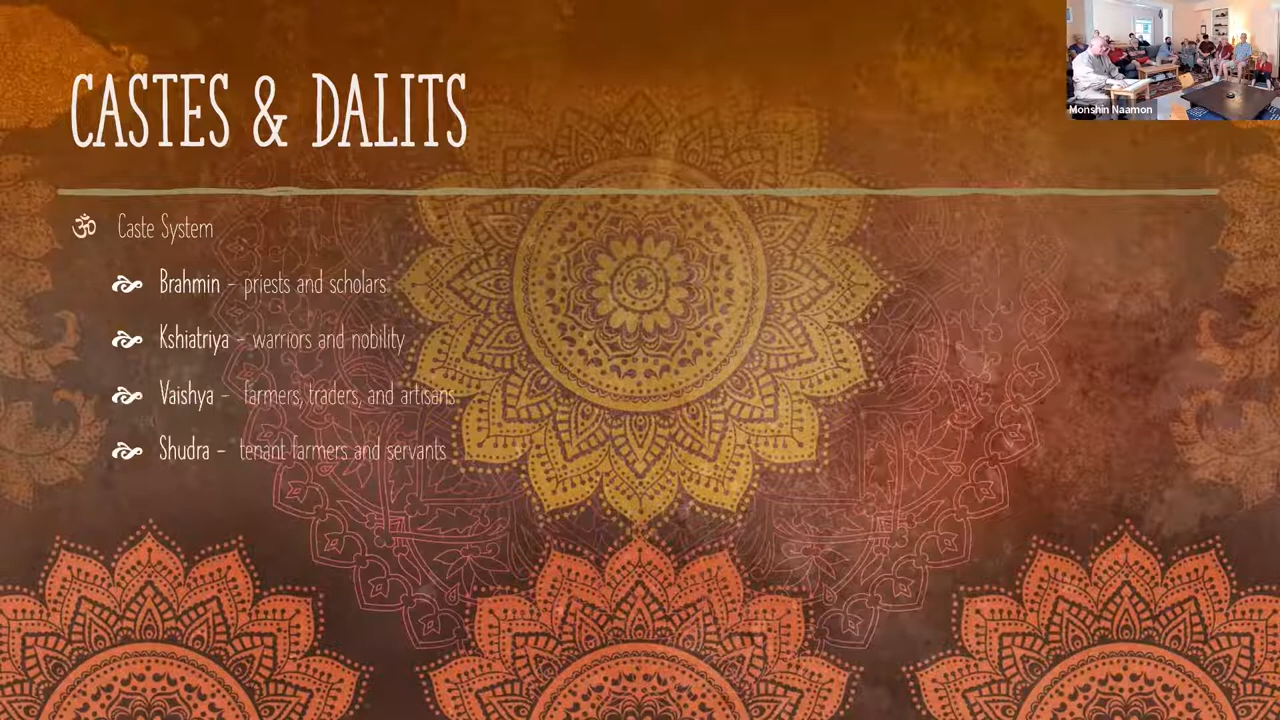 CASTES & DALITS
Monshin Naamon
ॐ Caste System
Brahmin – priests and scholars
Kshiatriya – warriors and nobility
Vaishya – farmers, traders, and artisans
Shudra – tenant farmers and servants